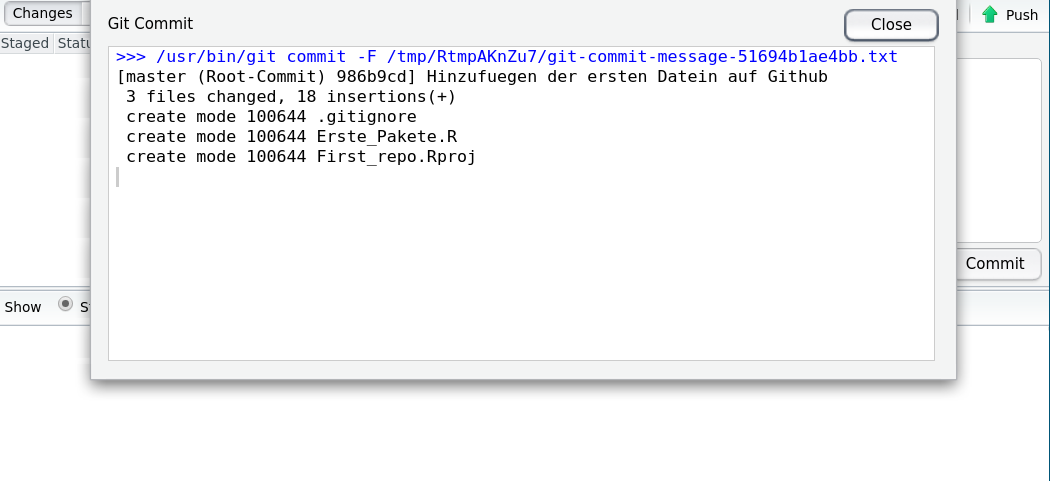 Changes
Git Commit
Close
Push
Staged
>>> /usr/bin/git commit -F /tmp/RtmpAKnZu7/git-commit-message-51694b1ae4bb.txt
[master (Root-Commit) 986b9cd] Hinzufuegen der ersten Datein auf Github
3 files changed, 18 insertions(+)
create mode 100644 .gitignore
create mode 100644 Erste_Pakete.R
create mode 100644 First_repo.Rproj
Commit
Show